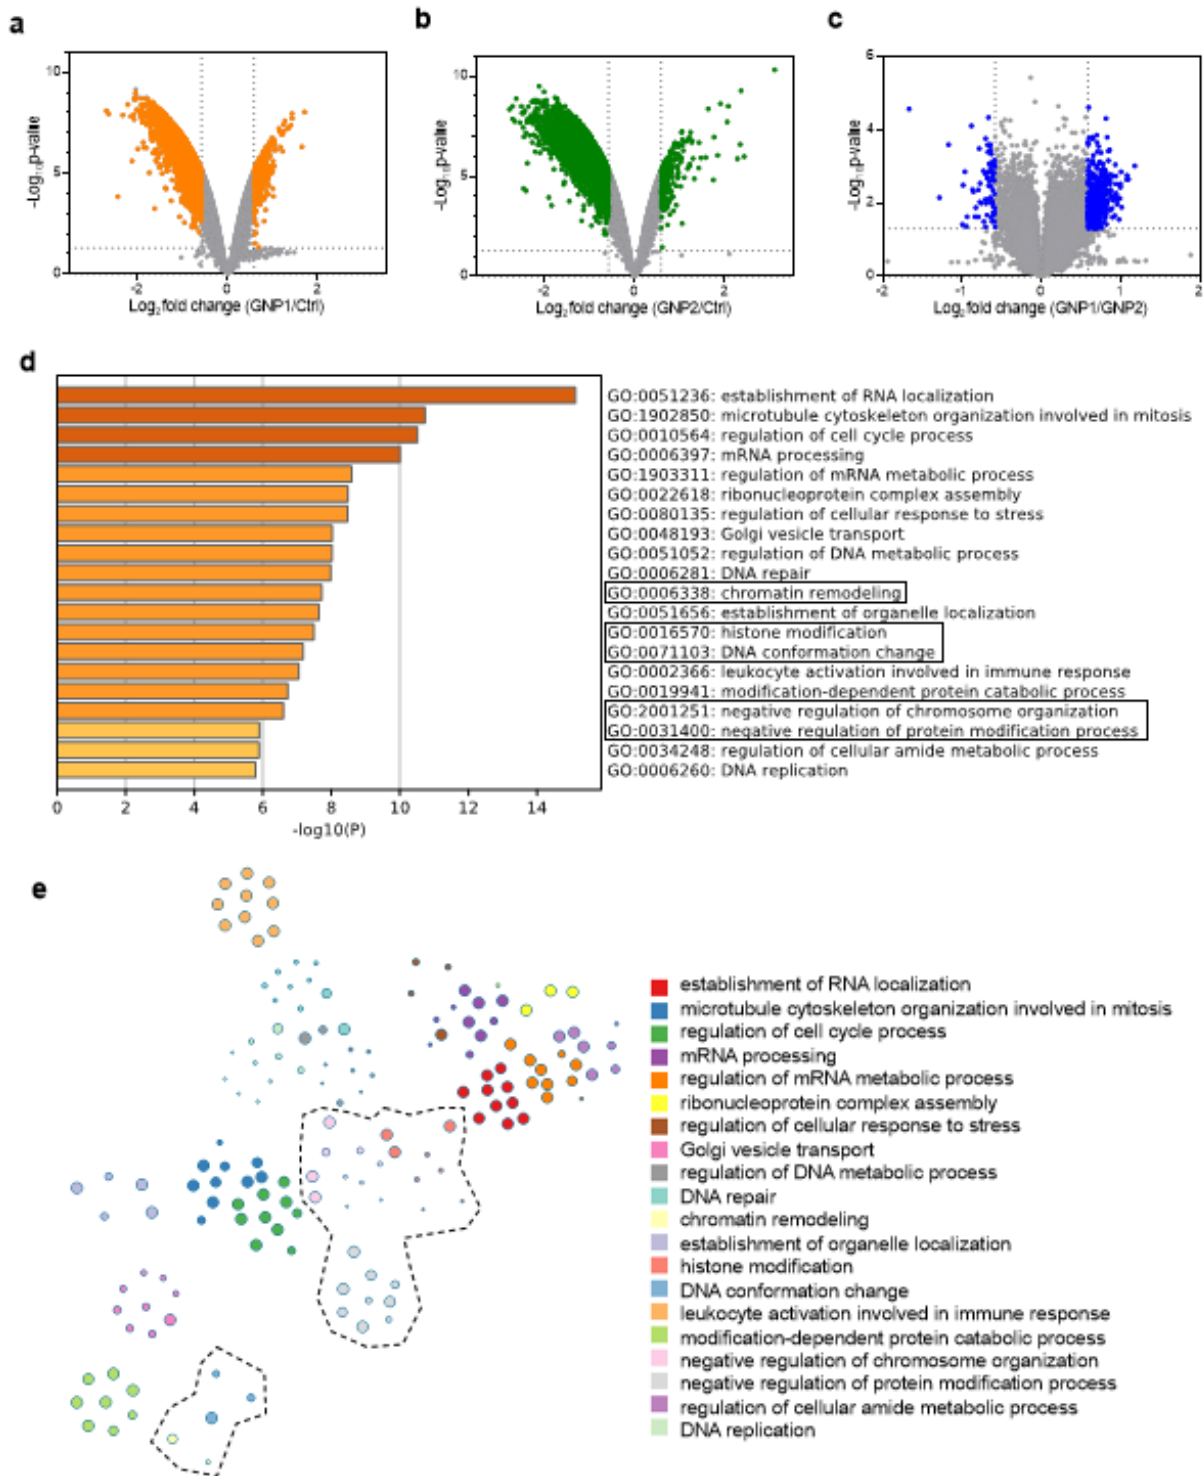 a
10
5
0
-2
0
2
-Log₁₀p-value
Log₂fold change (GNP1/Ctrl)
b
10
5
0
-2
0
2
-Log₁₀p-value
Log₂fold change (GNP2/Ctrl)
c
6
4
2
0
-2
-1
0
1
2
-Log₁₀p-value
Log₂fold change (GNP1/GNP2)
d
GO:0051236: establishment of RNA localization
GO:1902850: microtubule cytoskeleton organization involved in mitosis
GO:0010564: regulation of cell cycle process
GO:0006397: mRNA processing
GO:1903311: regulation of mRNA metabolic process
GO:0022618: ribonucleoprotein complex assembly
GO:0080135: regulation of cellular response to stress
GO:0048193: Golgi vesicle transport
GO:0051052: regulation of DNA metabolic process
GO:0006281: DNA repair
GO:0006338: chromatin remodeling
GO:0051656: establishment of organelle localization
GO:0016570: histone modification
GO:0071103: DNA conformation change
GO:0002366: leukocyte activation involved in immune response
GO:0019941: modification-dependent protein catabolic process
GO:2001251: negative regulation of chromosome organization
GO:0031400: negative regulation of protein modification process
GO:0034248: regulation of cellular amide metabolic process
GO:0006260: DNA replication
0 2 4 6 8 10 12 14
-log10(P)
e
establishment of RNA localization
microtubule cytoskeleton organization involved in mitosis
regulation of cell cycle process
mRNA processing
regulation of mRNA metabolic process
ribonucleoprotein complex assembly
regulation of cellular response to stress
Golgi vesicle transport
regulation of DNA metabolic process
DNA repair
chromatin remodeling
establishment of organelle localization
histone modification
DNA conformation change
leukocyte activation involved in immune response
modification-dependent protein catabolic process
negative regulation of chromosome organization
negative regulation of protein modification process
regulation of cellular amide metabolic process
DNA replication